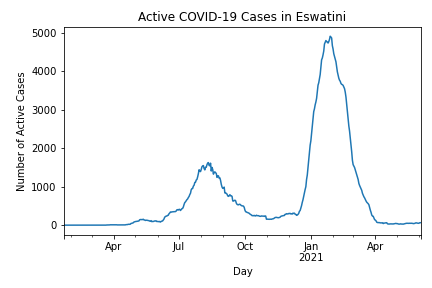 Active COVID-19 Cases in Eswatini
Number of Active Cases
5000
4000
3000
2000
1000
0
Apr
Jul
Oct
Jan
2021
Apr
Day